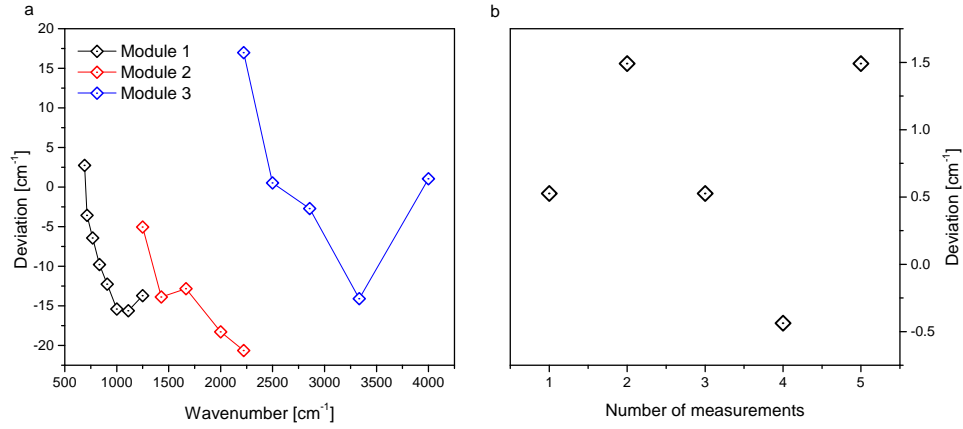 a
20
15
10
5
0
-5
-10
-15
-20
Deviation [cm⁻¹]
Module 1
Module 2
Module 3
500 1000 1500 2000 2500 3000 3500 4000
Wavenumber [cm⁻¹]
b
1.5
1.0
0.5
0.0
-0.5
Deviation [cm⁻¹]
1 2 3 4 5
Number of measurements